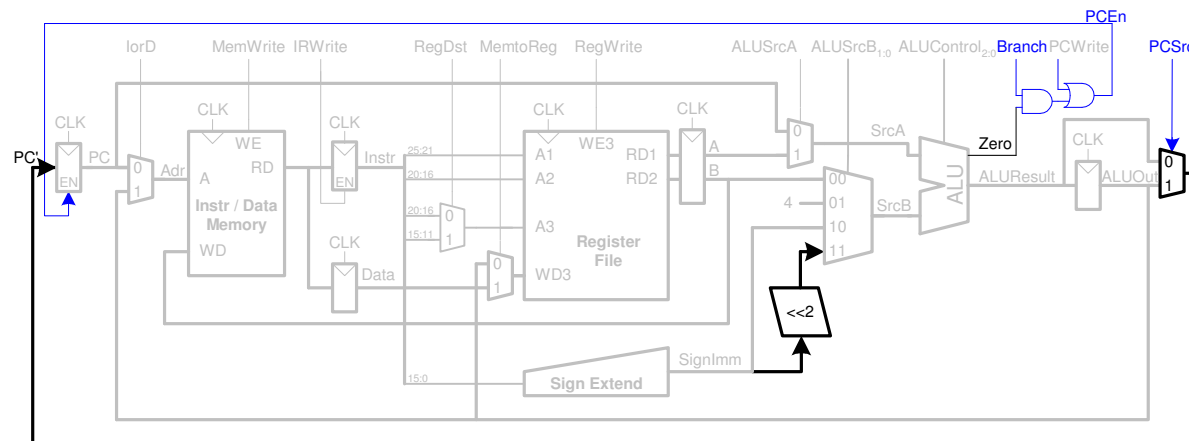 PCEn
IorD MemWrite IRWrite RegDst MemtoReg RegWrite ALUSrcA ALUSrcB1:0 ALUControl2:0 Branch PCWrite PCSrc
CLK CLK CLK CLK CLK CLK
PC' PC EN
0 1 Adr
WE RD A
Instr / Data
Memory
WD
Instr EN
CLK
Data
25:21
20:16
20:16 0
15:11 1
0
1
WE3
A1 RD1
A2 RD2
A3
Register
File
WD3
A
B
0
1
SrcA
4
00
01
10
11
SrcB
ALU
Zero
ALUResult
CLK
ALUOut
0
1
<<2
15:0
Sign Extend
SignImm